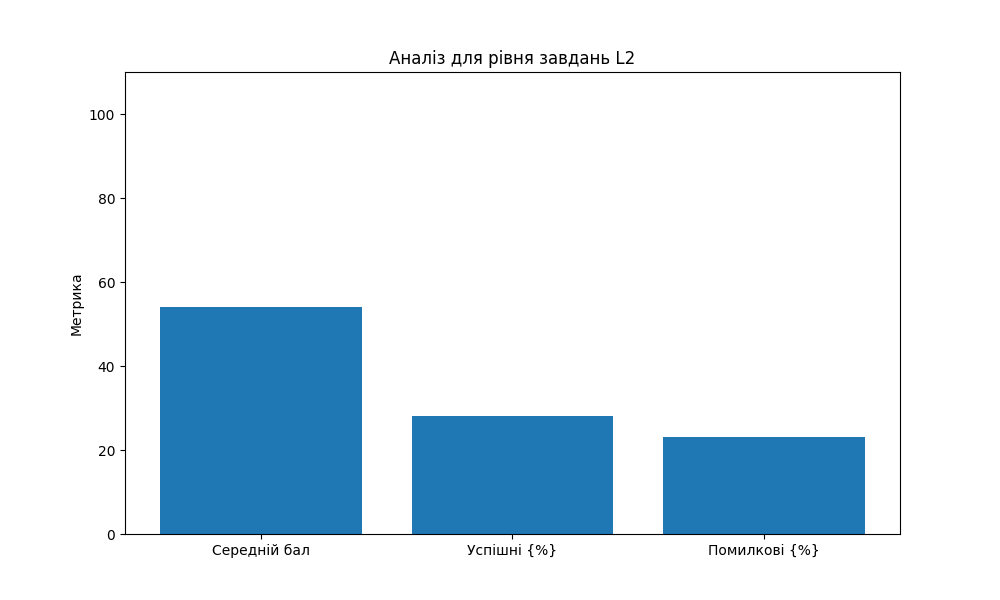 Аналіз для рівня завдань L2
Метрика
100
80
60
40
20
0
Середній бал
Успішні {%}
Помилкові {%}